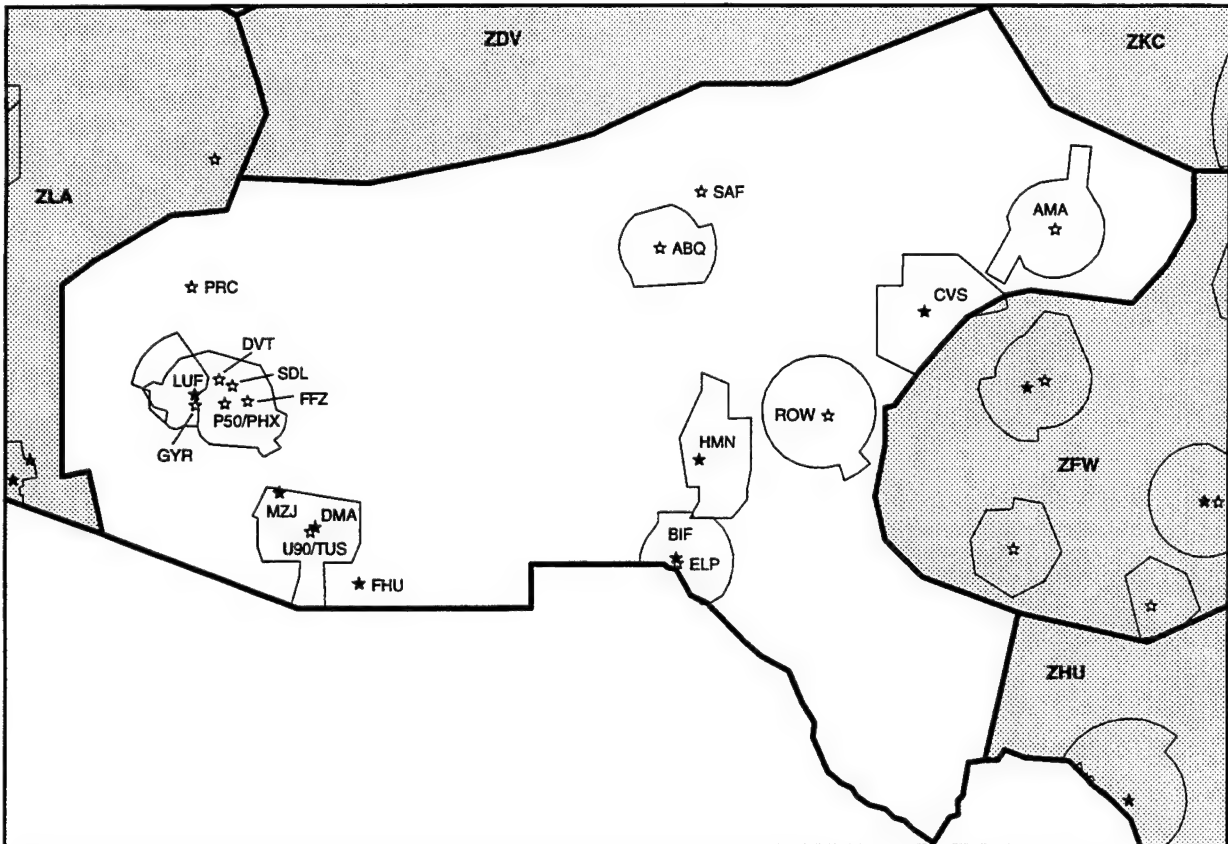 ZDV
ZKC
ZLA
SAF
AMA
ABQ
PRC
CVS
DVT
LUF
SDL
FFZ
P50/PHX
GYR
ROW
HMN
ZFW
MZJ
DMA
U90/TUS
BIF
ELP
FHU
ZHU